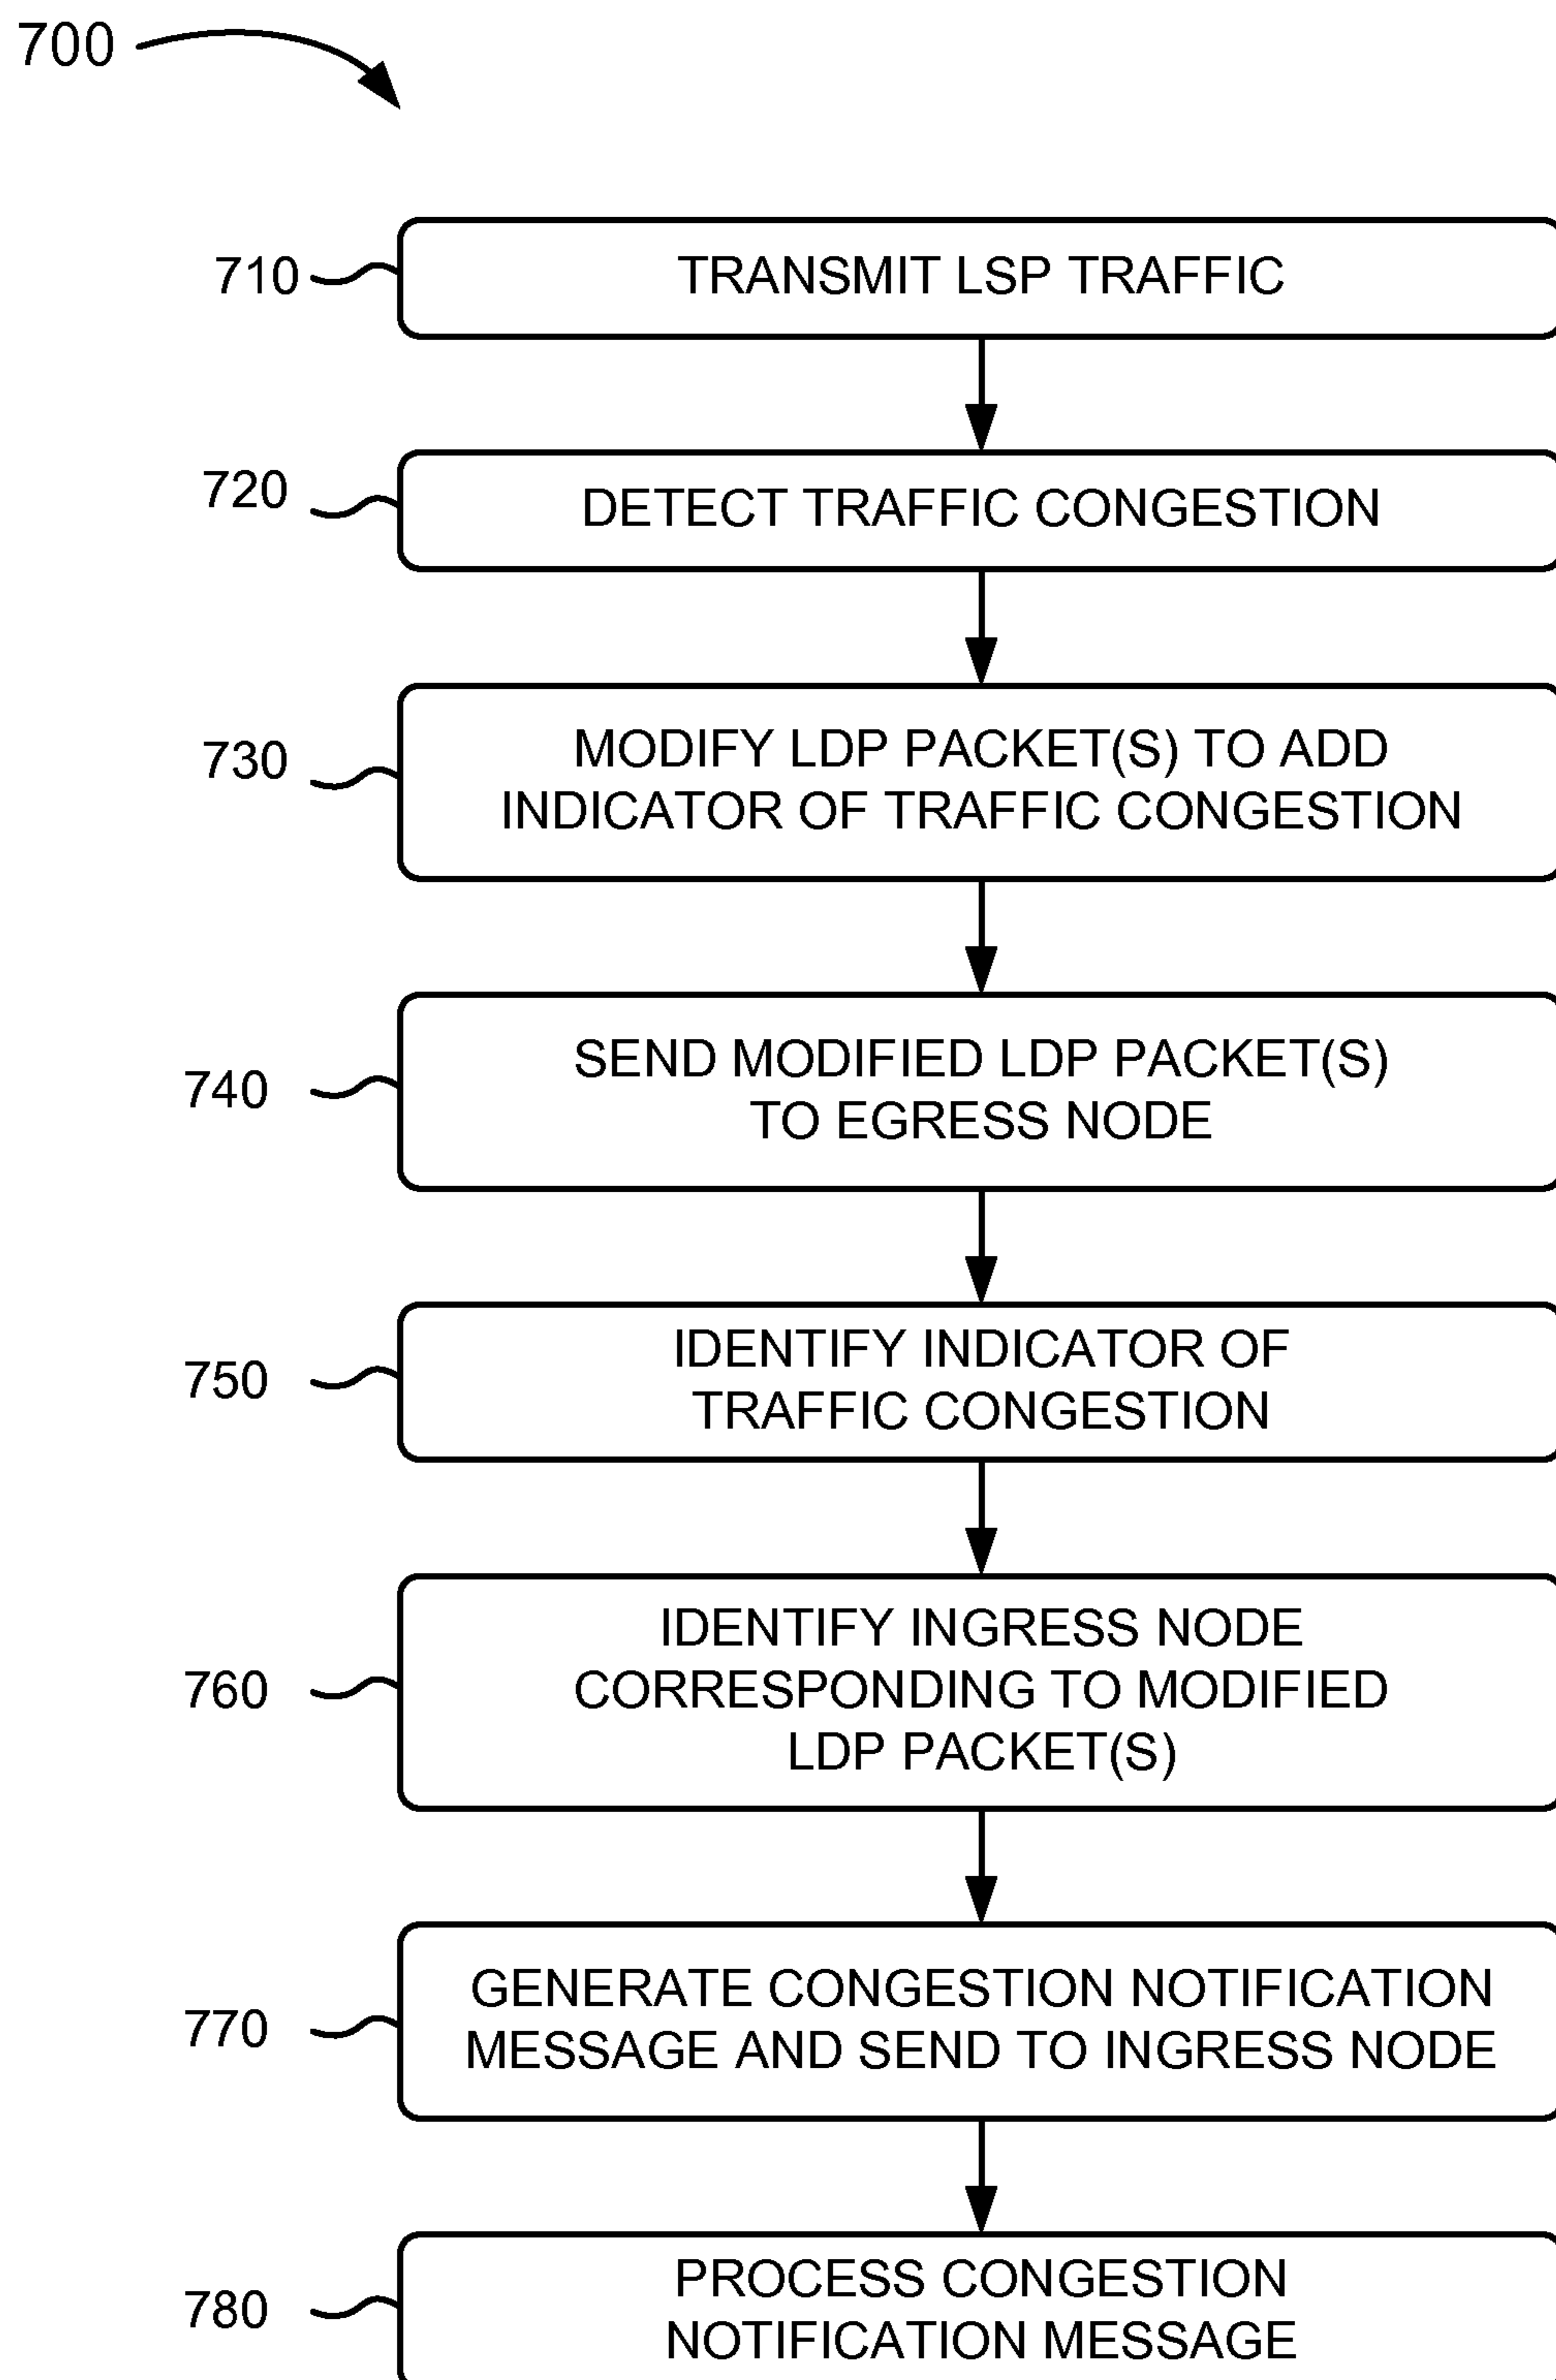 700
710
TRANSMIT LSP TRAFFIC
720
DETECT TRAFFIC CONGESTION
730
MODIFY LDP PACKET(S) TO ADD
INDICATOR OF TRAFFIC CONGESTION
740
SEND MODIFIED LDP PACKET(S)
TO EGRESS NODE
750
IDENTIFY INDICATOR OF
TRAFFIC CONGESTION
760
IDENTIFY INGRESS NODE
CORRESPONDING TO MODIFIED
LDP PACKET(S)
770
GENERATE CONGESTION NOTIFICATION
MESSAGE AND SEND TO INGRESS NODE
780
PROCESS CONGESTION
NOTIFICATION MESSAGE